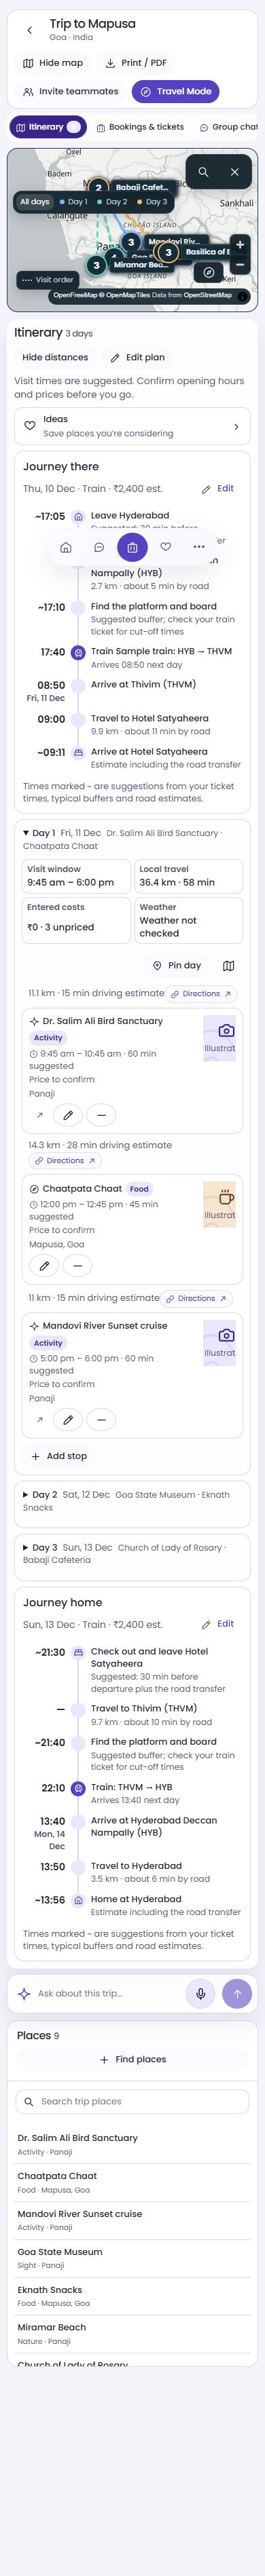 Trip to Mapusa
Goa · India
Hide map
Print / PDF
Invite teammates
Travel Mode
Itinerary
Bookings & tickets
Group chat
Oxel
Badem
2 Babaji Cafet...
Sankhali
All days Day 1 Day 2 Day 3
Calangute
CHORÃO ISLAND
3
3
Basilica of B
3
Miramar Bea...
GOA ISLAND
Keri
+
−
Visit order
OpenFreeMap © OpenMapTiles Data from OpenStreetMap
Itinerary 3 days
Hide distances
Edit plan
Visit times are suggested. Confirm opening hours
and prices before you go.
Ideas
Save places you're considering
Journey there
Thu, 10 Dec · Train · ₹2,400 est.
Edit
~17:05
Leave Hyderabad
Nampally (HYB)
2.7 km · about 5 min by road
~17:10
Find the platform and board
Suggested buffer; check your train
ticket for cut-off times
17:40
Train Sample train: HYB → THVM
Arrives 08:50 next day
08:50
Fri, 11 Dec
Arrive at Thivim (THVM)
09:00
Travel to Hotel Satyaheera
9.9 km · about 11 min by road
~09:11
Arrive at Hotel Satyaheera
Estimate including the road transfer
Times marked ~ are suggestions from your ticket
times, typical buffers and road estimates.
Day 1 Fri, 11 Dec Dr. Salim Ali Bird Sanctuary ·
Chaatpata Chaat
Visit window
9:45 am – 6:00 pm
Local travel
36.4 km · 58 min
Entered costs
₹0 · 3 unpriced
Weather
Weather not
checked
Pin day
11.1 km · 15 min driving estimate
Directions ↗
Dr. Salim Ali Bird Sanctuary
Activity
9:45 am – 10:45 am · 60 min
suggested
Price to confirm
Panaji
Illustrat
14.3 km · 28 min driving estimate
Directions ↗
Chaatpata Chaat Food
12:00 pm – 12:45 pm · 45 min
suggested
Price to confirm
Mapusa, Goa
Illustrat
11 km · 15 min driving estimate
Directions ↗
Mandovi River Sunset cruise
Activity
5:00 pm – 6:00 pm · 60 min
suggested
Price to confirm
Panaji
Illustrat
Add stop
Day 2 Sat, 12 Dec Goa State Museum · Eknath
Snacks
Day 3 Sun, 13 Dec Church of Lady of Rosary ·
Babaji Cafeteria
Journey home
Sun, 13 Dec · Train · ₹2,400 est.
Edit
~21:30
Check out and leave Hotel
Satyaheera
Suggested: 30 min before
departure plus the road transfer
—
Travel to Thivim (THVM)
9.7 km · about 10 min by road
~21:40
Find the platform and board
Suggested buffer; check your train
ticket for cut-off times
22:10
Train: THVM → HYB
Arrives 13:40 next day
13:40
Mon, 14
Dec
Arrive at Hyderabad Deccan
Nampally (HYB)
13:50
Travel to Hyderabad
3.5 km · about 6 min by road
~13:56
Home at Hyderabad
Estimate including the road transfer
Times marked ~ are suggestions from your ticket
times, typical buffers and road estimates.
Ask about this trip...
Places 9
Find places
Search trip places
Dr. Salim Ali Bird Sanctuary
Activity · Panaji
Chaatpata Chaat
Food · Mapusa, Goa
Mandovi River Sunset cruise
Activity · Panaji
Goa State Museum
Sight · Panaji
Eknath Snacks
Food · Mapusa, Goa
Miramar Beach
Nature · Panaji
Church of Lady of Rosary